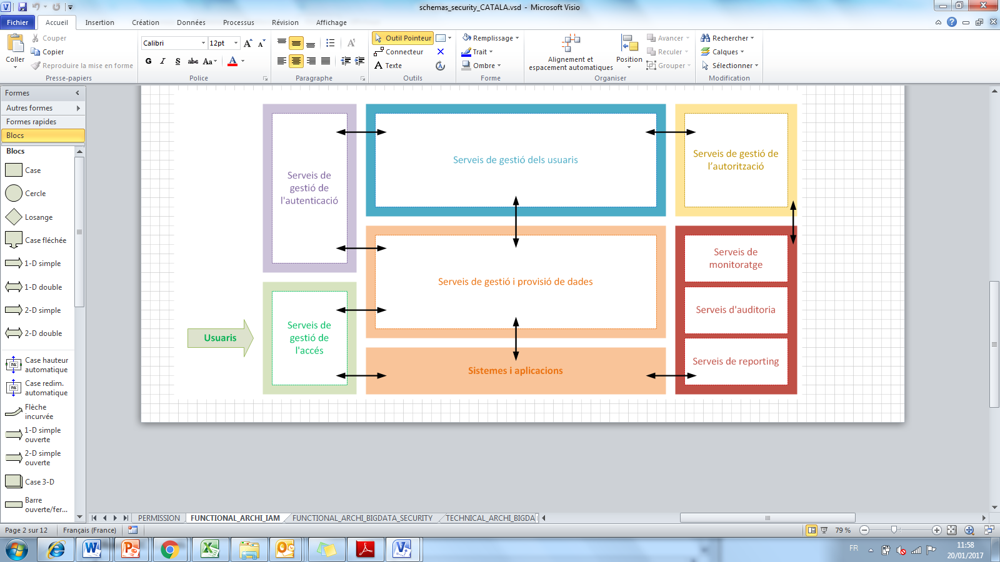 schemas_security_CATALA.vsd - Microsoft Visio
Fichier Accueil Insertion Création Données Processus Révision Affichage
Coller
Couper
Copier
Reproduire la mise en forme
Presse-papiers
Calibri 12pt
G I S abc Aa A
Police
Paragraphe
Outil Pointeur
Connecteur
A Texte
Outils
Remplissage
Trait
Ombre
Forme
Alignement et
espacement automatiques
Position
Avancer
Reculer
Grouper
Organiser
Rechercher
Calques
Sélectionner
Modification
Formes
Autres formes
Formes rapides
Blocs
Blocs
Case
Cercle
Losange
Case fléchée
1-D simple
1-D double
2-D simple
2-D double
Case hauteur
automatique
Case redim.
automatique
Flèche
incurvée
1-D simple
ouverte
2-D simple
ouverte
Case 3-D
Barre
ouverte/fer...
Serveis de
gestió de
l'autenticació
Serveis de gestió dels usuaris
Serveis de gestió de
l’autorització
Serveis de gestió i provisió de dades
Serveis de
monitoratge
Serveis d'auditoria
Serveis de reporting
Usuaris
Serveis de
gestió de
l'accés
Sistemes i aplicacions
PERMISSION FUNCTIONAL_ARCHI_IAM FUNCTIONAL_ARCHI_BIGDATA_SECURITY TECHNICAL_ARCHI_BIGDA
Page 2 sur 12 Français (France) 79 %
FR
11:58
20/01/2017